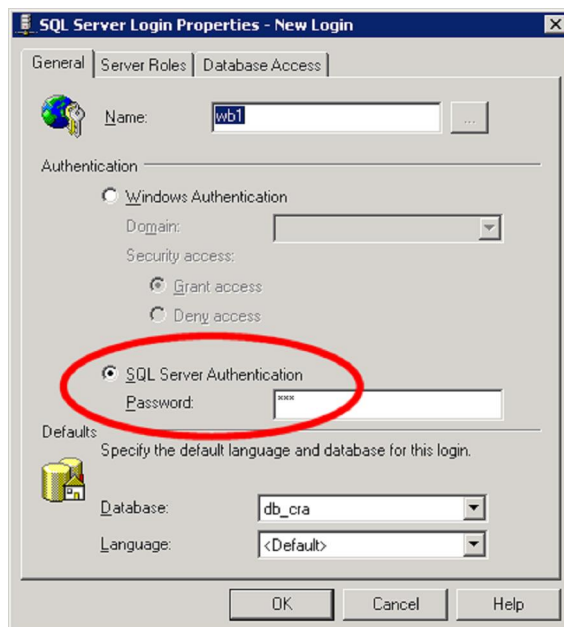 SQL Server Login Properties - New Login
General Server Roles Database Access
Name: wb1 ...
Authentication
Windows Authentication
Domain:
Security access:
Grant access
Deny access
SQL Server Authentication
Password: ***
Defaults
Specify the default language and database for this login.
Database: db_cra
Language: <Default>
OK Cancel Help